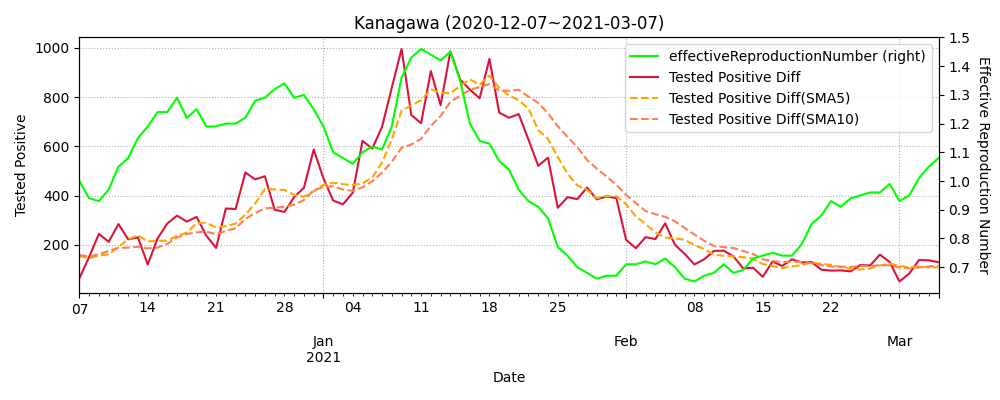 Kanagawa (2020-12-07~2021-03-07)
effectiveReproductionNumber (right)
Tested Positive Diff
Tested Positive Diff(SMA5)
Tested Positive Diff(SMA10)
Tested Positive
1000
800
600
400
200
Effective Reproduction Number
1.5
1.4
1.3
1.2
1.1
1.0
0.9
0.8
0.7
07 14 21 28 04 11 18 25 08 15 22
Jan Feb Mar
2021
Date